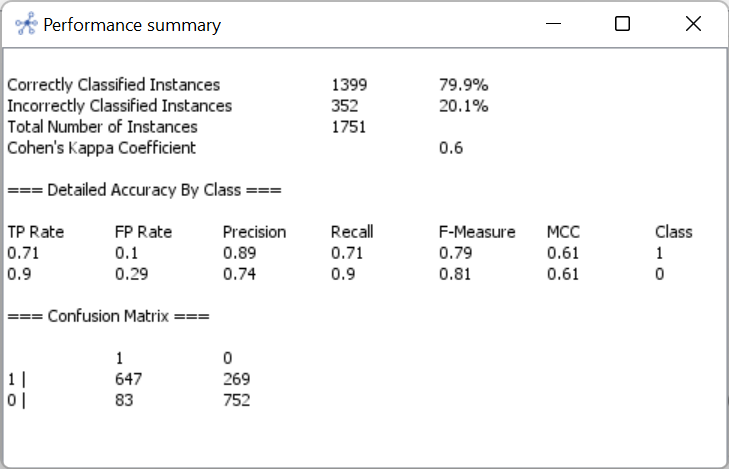 Performance summary
Correctly Classified Instances 1399 79.9%
Incorrectly Classified Instances 352 20.1%
Total Number of Instances 1751
Cohen's Kappa Coefficient 0.6
=== Detailed Accuracy By Class ===
TP Rate FP Rate Precision Recall F-Measure MCC Class
0.71 0.1 0.89 0.71 0.79 0.61 1
0.9 0.29 0.74 0.9 0.81 0.61 0
=== Confusion Matrix ===
1 0
1 | 647 269
0 | 83 752